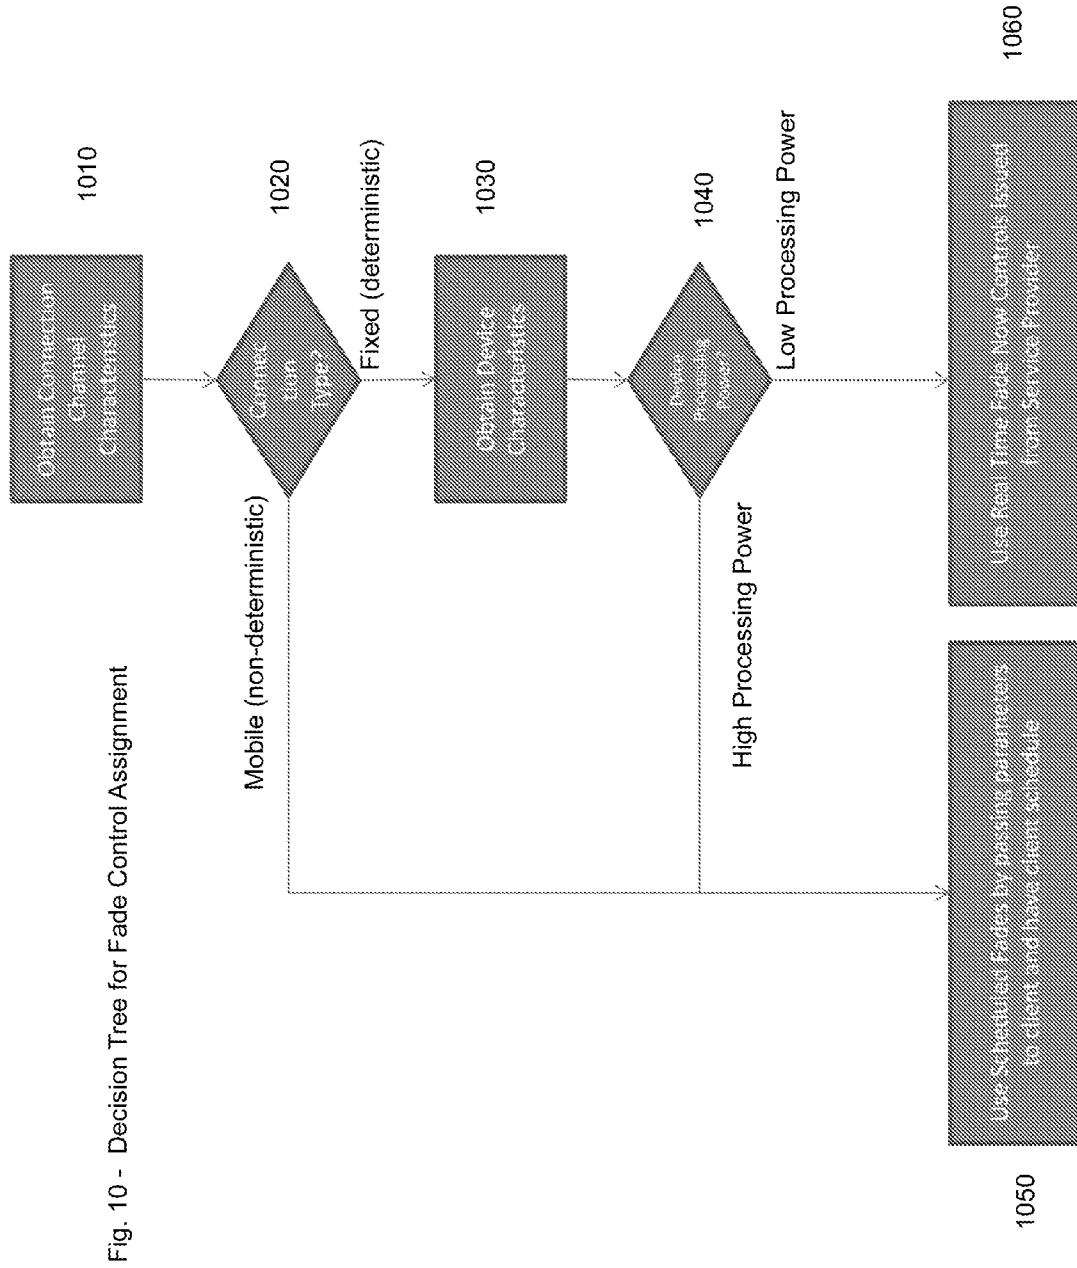 Fig. 10 - Decision Tree for Fade Control Assignment
Obtain Connection
Channel
Characteristics
1010
Connec
tion
Type?
1020
Mobile (non-deterministic)
Fixed (deterministic)
Obtain Device
Characteristics
1030
Device
Processing
Power?
1040
High Processing Power
Low Processing Power
Use Scheduled Fades by passing parameters
to client and have client schedule
1050
Use Real Time Fade Now Controls Issued
from Service Provider
1060